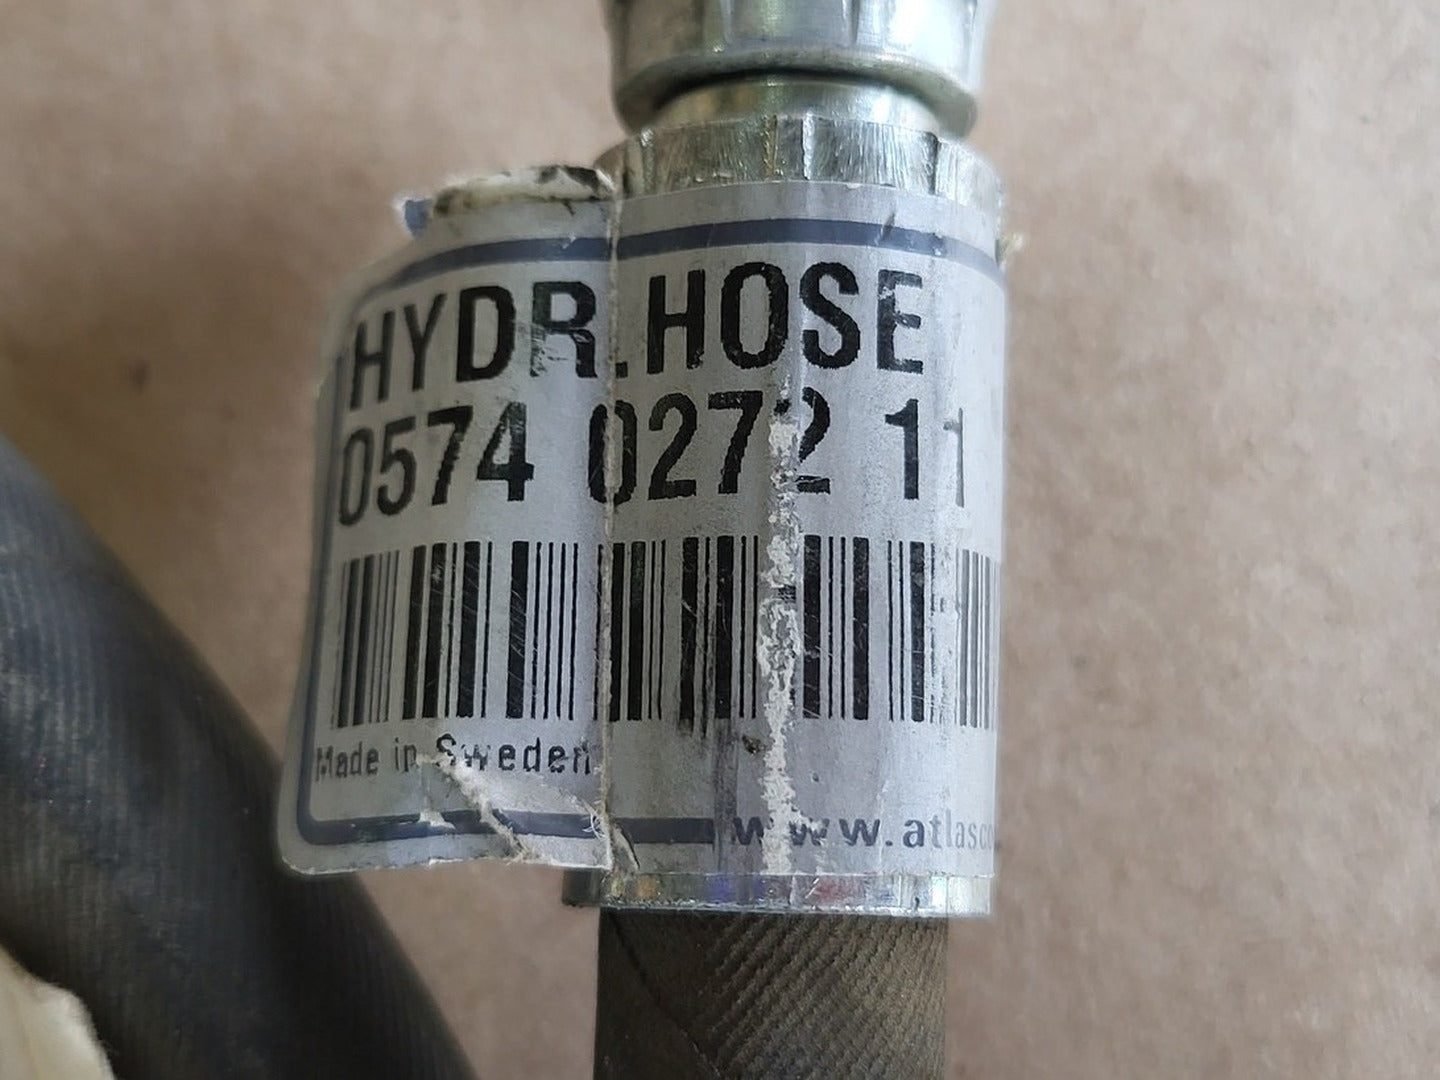 HYDR.HOSE
0574 0272 11
Made in Sweden
www.atlasco